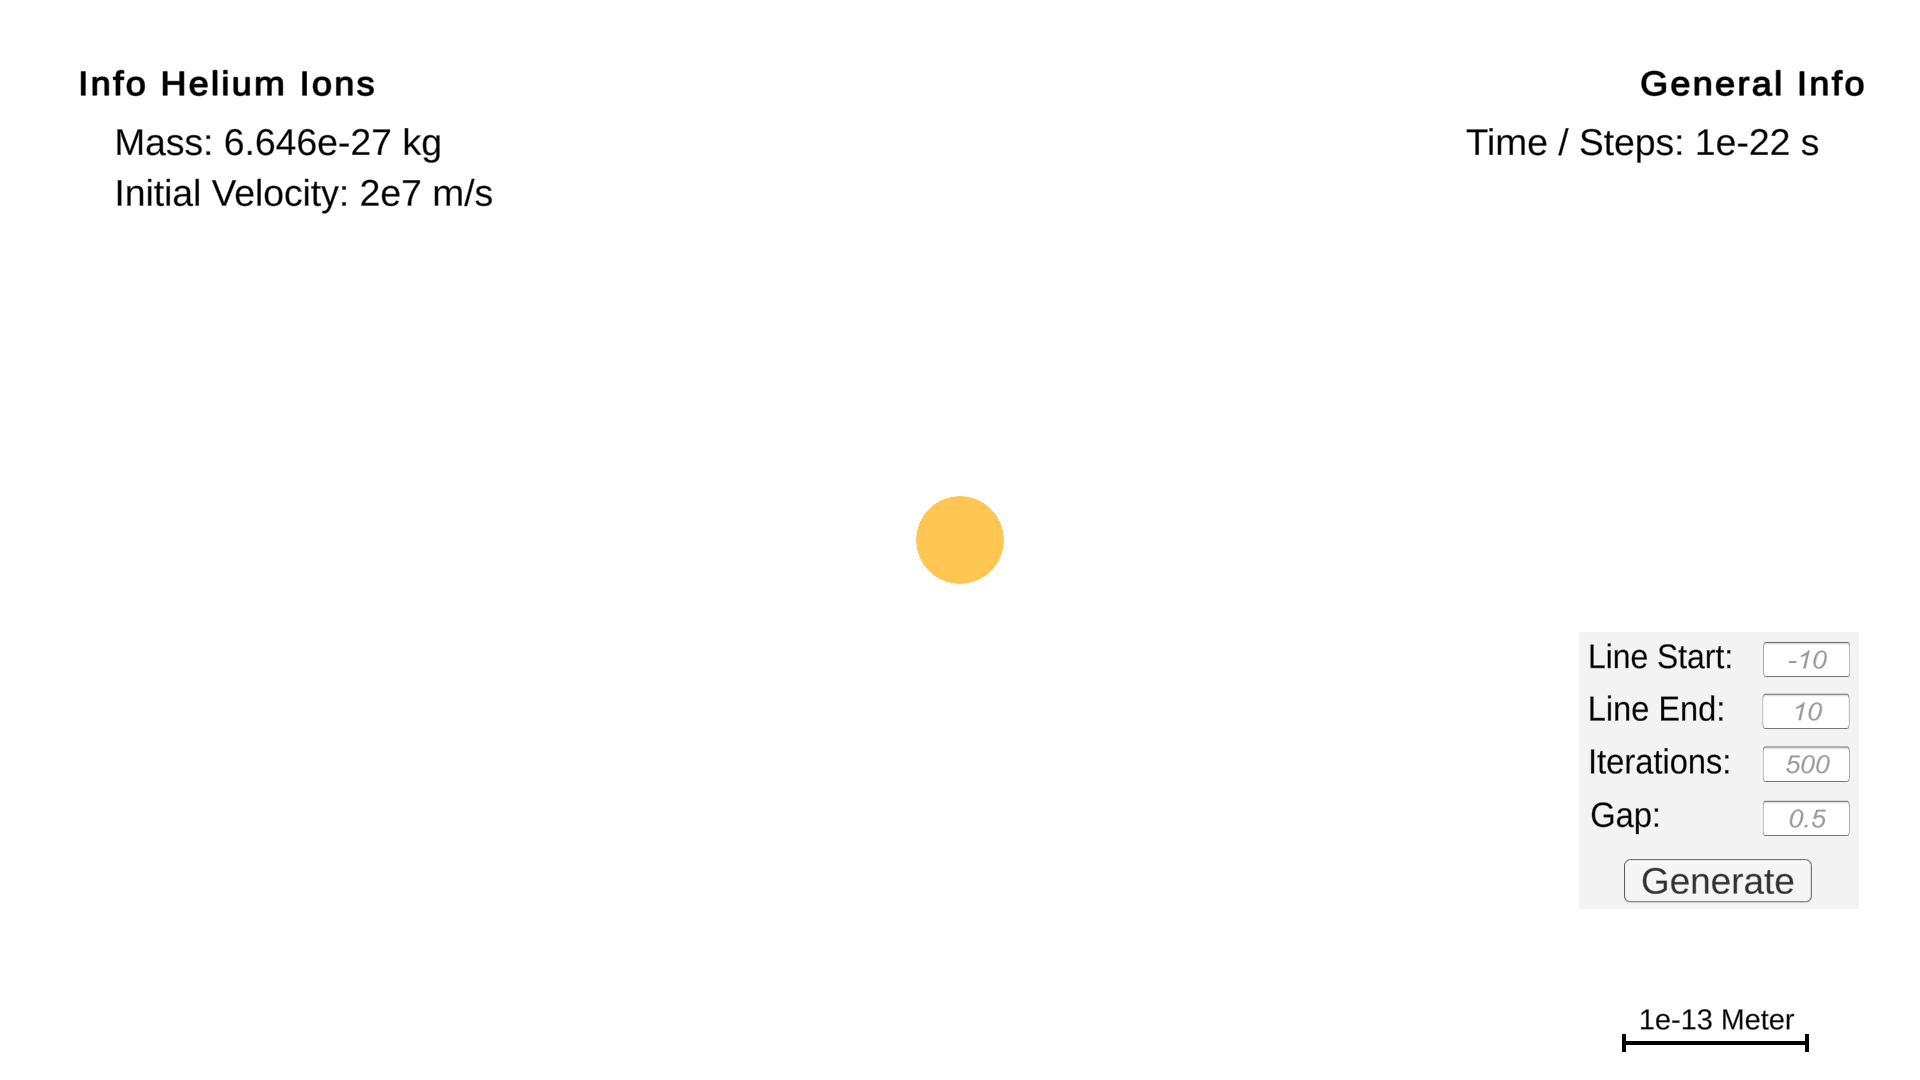 Info Helium Ions
Mass: 6.646e-27 kg
Initial Velocity: 2e7 m/s
General Info
Time / Steps: 1e-22 s
Line Start: -10
Line End: 10
Iterations: 500
Gap: 0.5
Generate
1e-13 Meter